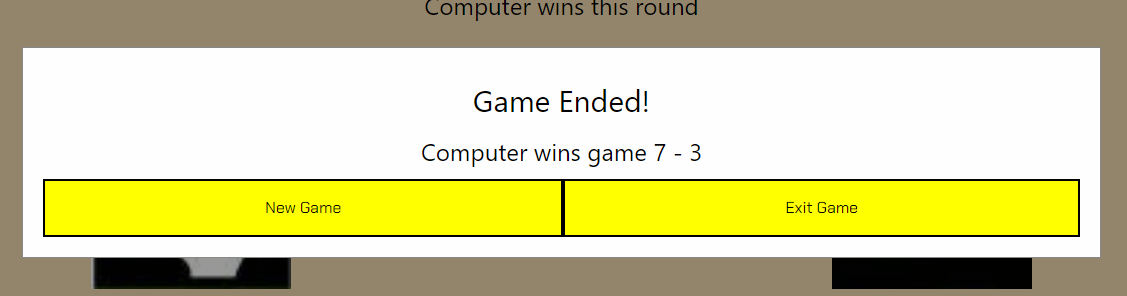 Computer wins this round
Game Ended!
Computer wins game 7 - 3
New Game
Exit Game